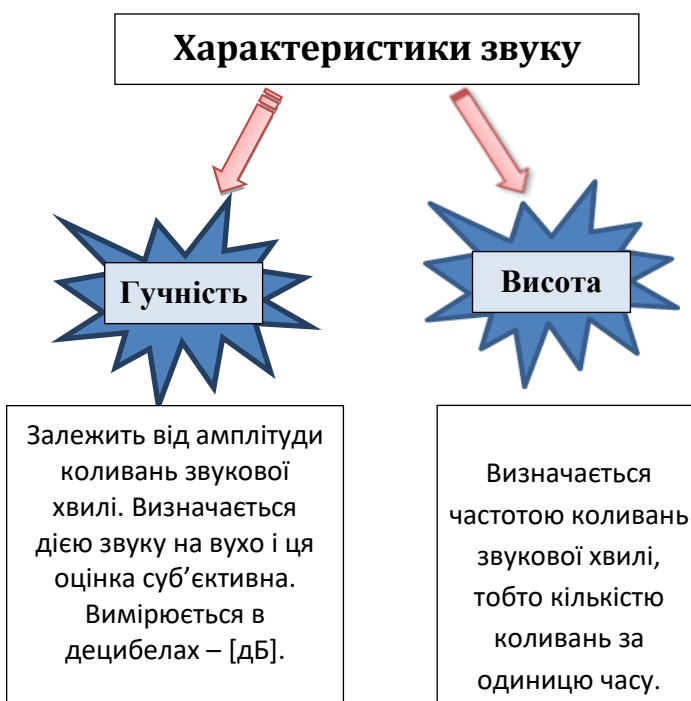 Характеристики звуку
Гучність
Залежить від амплітуди
коливань звукової
хвилі. Визначається
дією звуку на вухо і ця
оцінка суб’єктивна.
Вимірюється в
децибелах – [дБ].
Висота
Визначається
частотою коливань
звукової хвилі,
тобто кількістю
коливань за
одиницю часу.